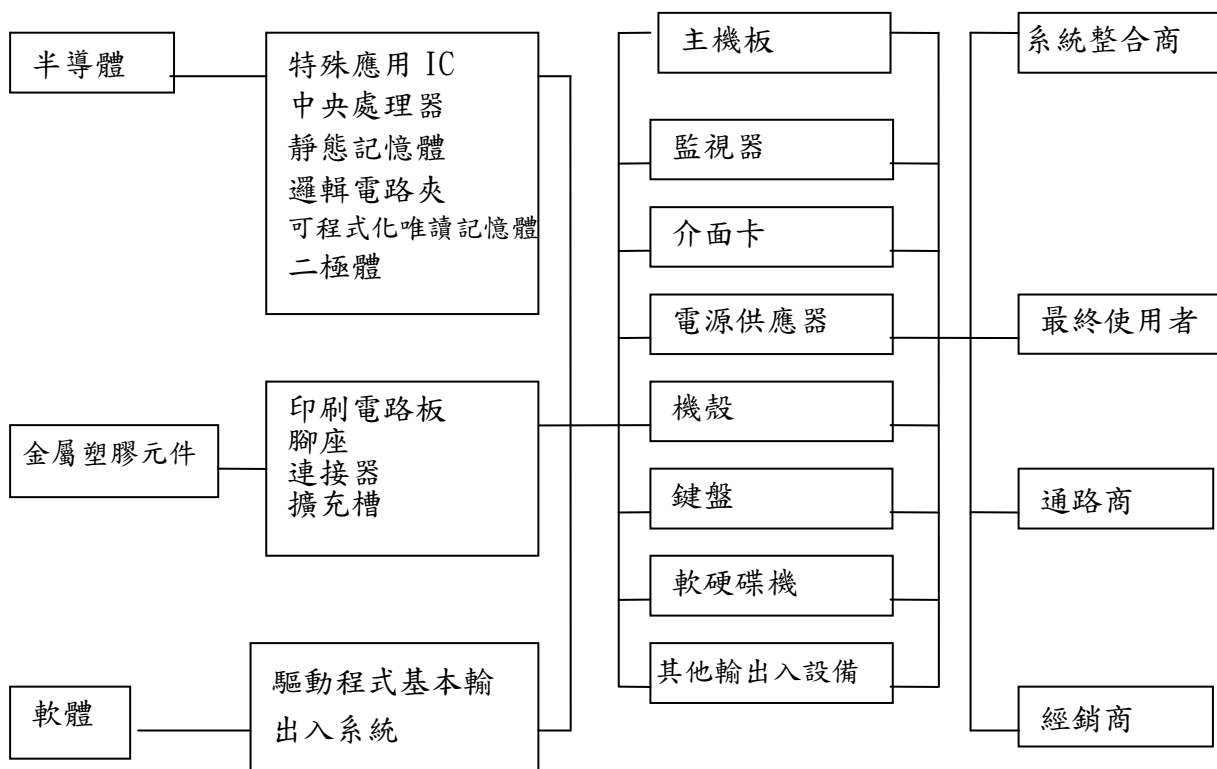 半導體
特殊應用 IC
中央處理器
靜態記憶體
邏輯電路夾
可程式化唯讀記憶體
二極體
金屬塑膠元件
印刷電路板
腳座
連接器
擴充槽
軟體
驅動程式基本輸
出入系統
主機板
監視器
介面卡
電源供應器
機殼
鍵盤
軟硬碟機
其他輸出入設備
系統整合商
最終使用者
通路商
經銷商